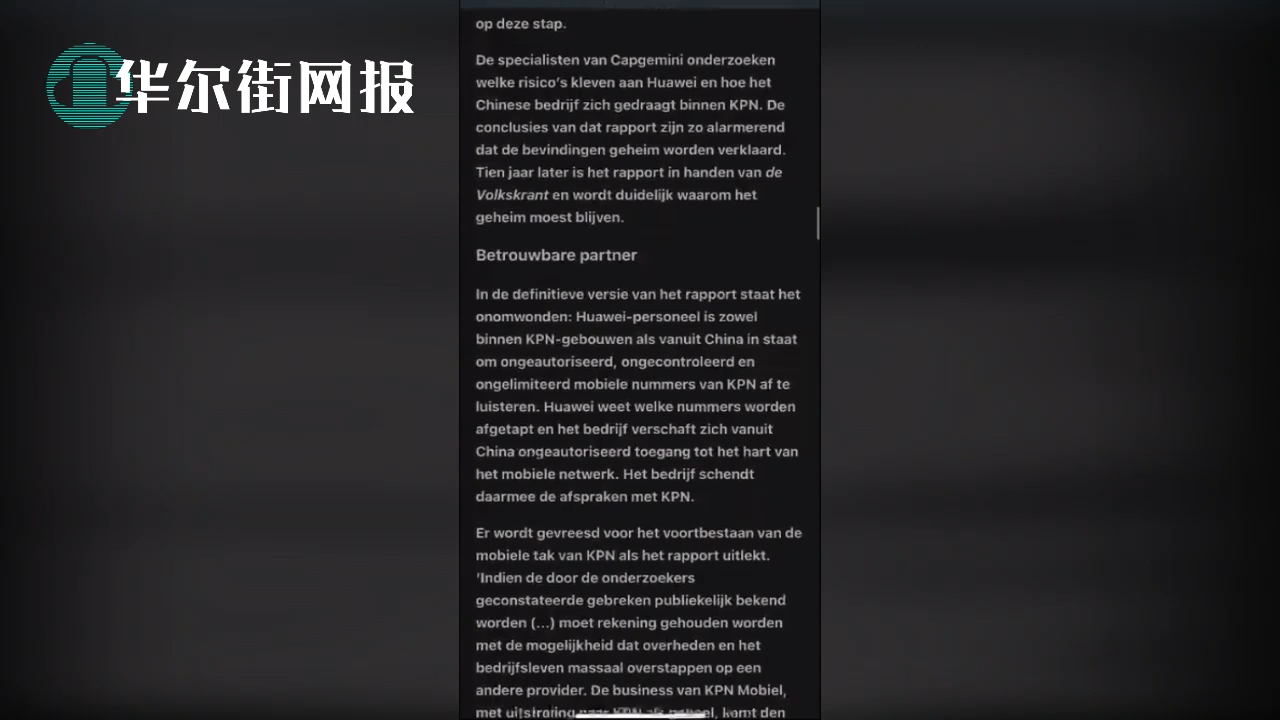 华尔街网报
op deze stap.
De specialisten van Capgemini onderzoeken
welke risico's kleven aan Huawei en hoe het
Chinese bedrijf zich gedraagt binnen KPN. De
conclusies van dat rapport zijn zo alarmerend
dat de bevindingen geheim worden verklaard.
Tien jaar later is het rapport in handen van de
Volkskrant en wordt duidelijk waarom het
geheim moest blijven.
Betrouwbare partner
In de definitieve versie van het rapport staat het
onomwonden: Huawei-personeel is zowel
binnen KPN-gebouwen als vanuit China in staat
om ongeautoriseerd, ongecontroleerd en
ongelimiteerd mobiele nummers van KPN af te
luisteren. Huawei weet welke nummers worden
afgetapt en het bedrijf verschaft zich vanuit
China ongeautoriseerd toegang tot het hart van
het mobiele netwerk. Het bedrijf schendt
daarmee de afspraken met KPN.
Er wordt gevreesd voor het voortbestaan van de
mobiele tak van KPN als het rapport uitlekt.
'Indien de door de onderzoekers
geconstateerde gebreken publiekelijk bekend
worden (...) moet rekening gehouden worden
met de mogelijkheid dat overheden en het
bedrijfsleven massaal overstappen op een
andere provider. De business van KPN Mobiel,
met uitstraling naar KPN als geheel, komt den